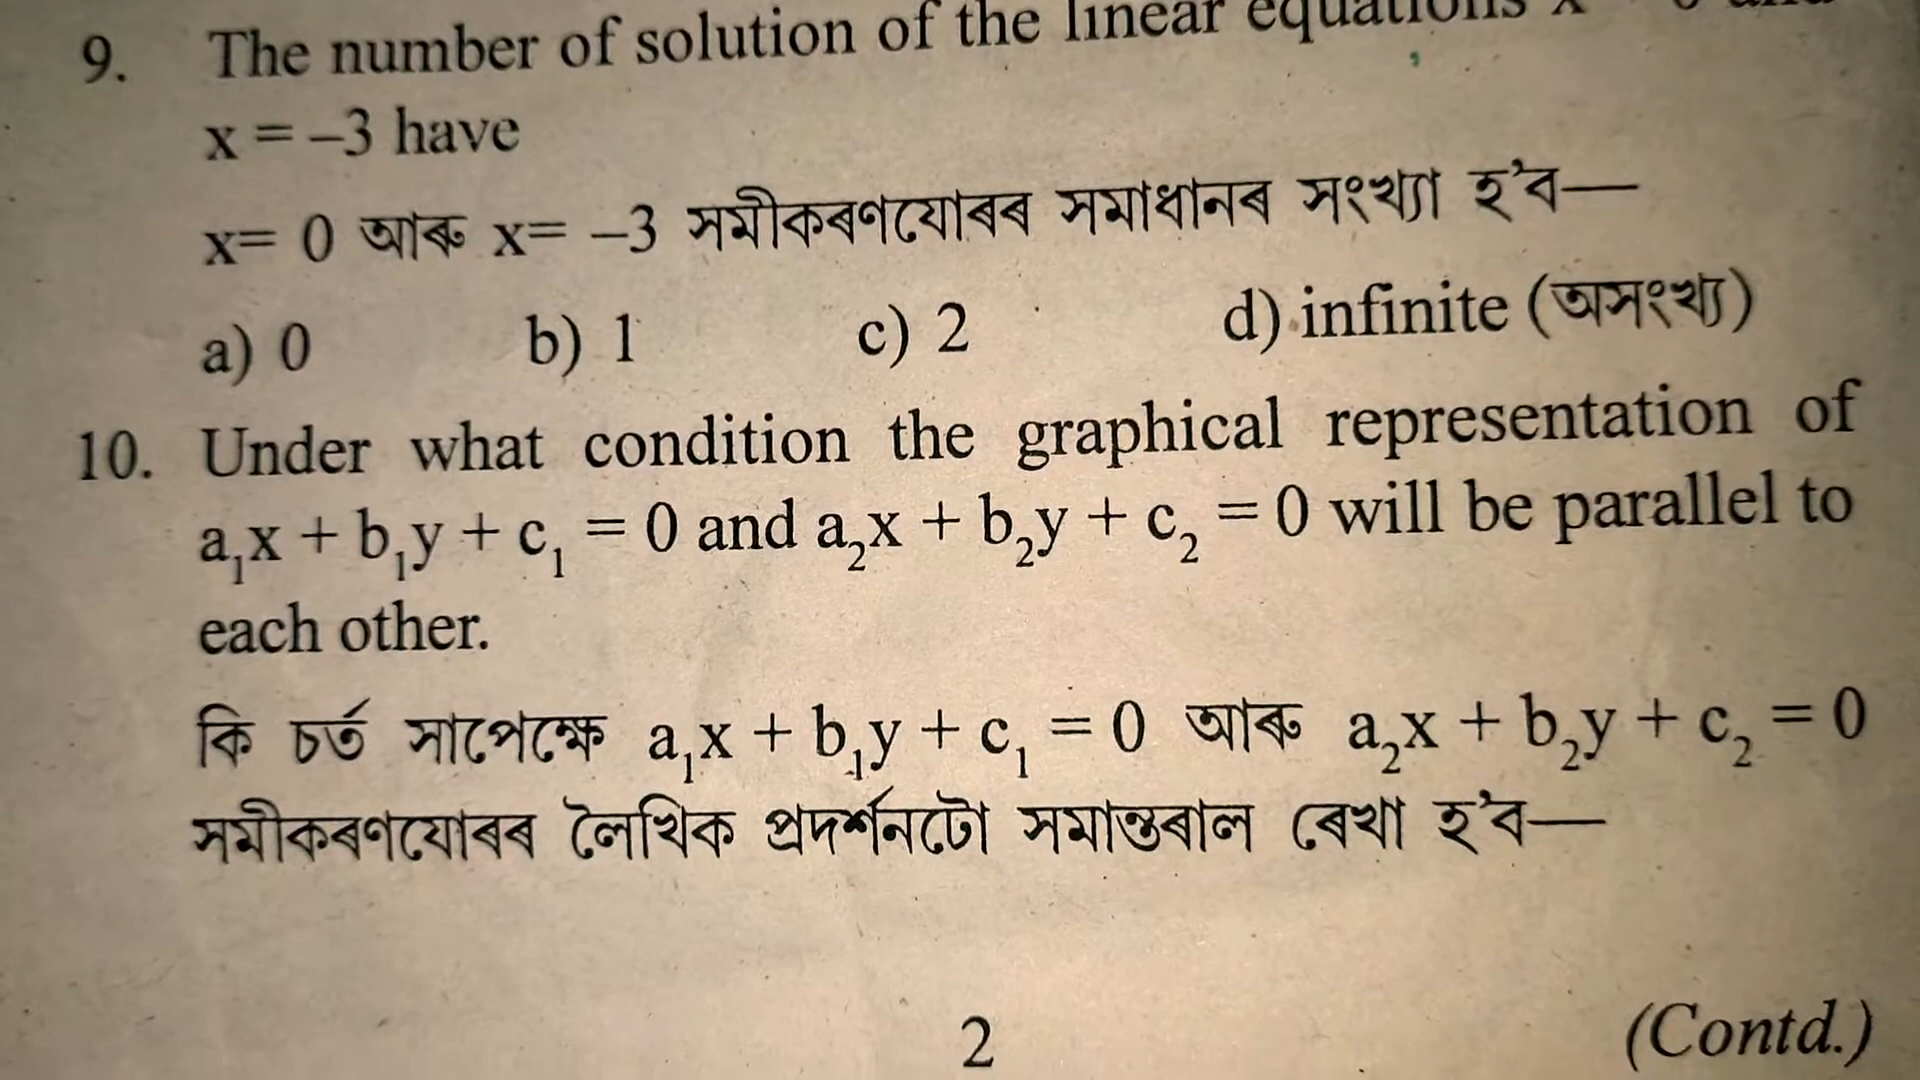 9. The number of solution of the linear equations x = 0 and
x = –3 have
x= 0 আৰু x= –3 সমীকৰণযোৰৰ সমাধানৰ সংখ্যা হ’ব—
a) 0 b) 1 c) 2 d) infinite (অসংখ্য)
10. Under what condition the graphical representation of
a₁x + b₁y + c₁ = 0 and a₂x + b₂y + c₂ = 0 will be parallel to
each other.
কি চৰ্ত সাপেক্ষে a₁x + b₁y + c₁ = 0 আৰু a₂x + b₂y + c₂ = 0
সমীকৰণযোৰৰ লৈখিক প্ৰদৰ্শনটো সমান্তৰাল ৰেখা হ’ব—
2
(Contd.)